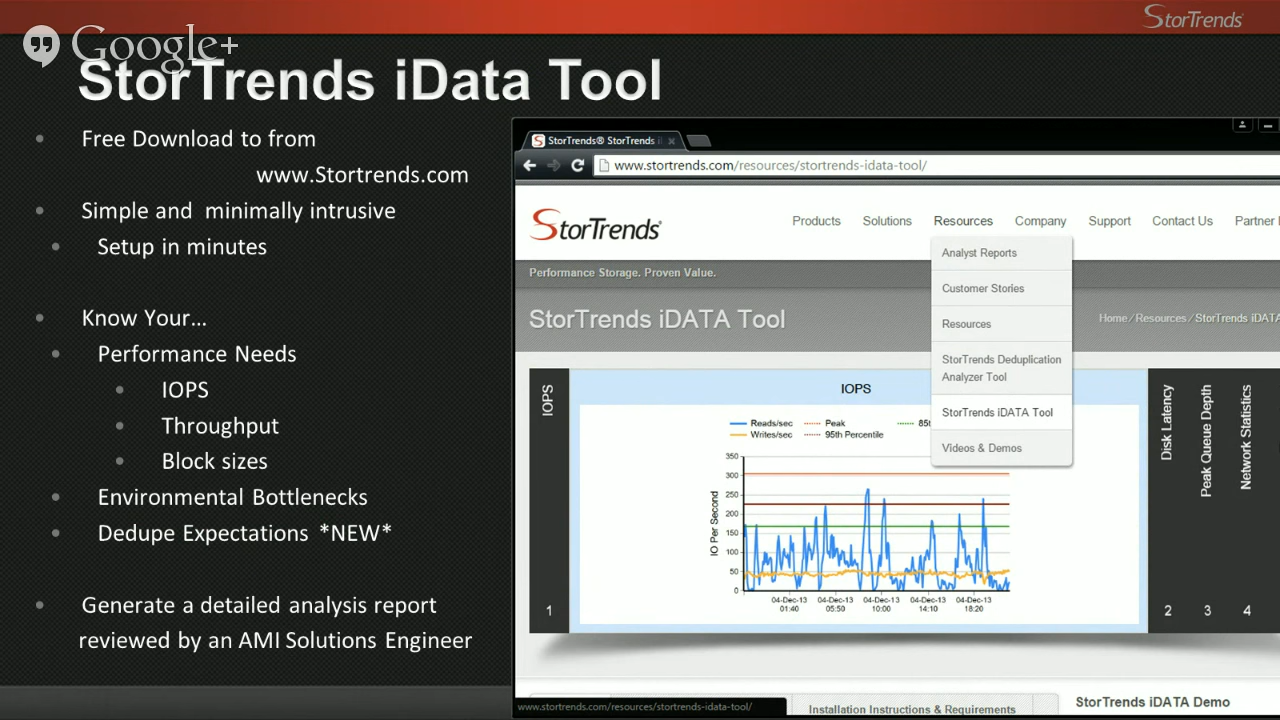 StorTrends
Google+
StorTrends iData Tool
Free Download to from
www.Stortrends.com
Simple and minimally intrusive
Setup in minutes
Know Your…
Performance Needs
IOPS
Throughput
Block sizes
Environmental Bottlenecks
Dedupe Expectations *NEW*
Generate a detailed analysis report
reviewed by an AMI Solutions Engineer
StorTrends® StorTrends i
www.stortrends.com/resources/stortrends-idata-tool/
StorTrends
Products Solutions Resources Company Support Contact Us Partner
Analyst Reports
Customer Stories
Resources
StorTrends Deduplication
Analyzer Tool
StorTrends iDATA Tool
Videos & Demos
Performance Storage. Proven Value.
StorTrends iDATA Tool
Home / Resources / StorTrends iDATA
IOPS
1
IOPS
Reads/sec Peak 85t
Writes/sec 95th Percentile
IO Per Second
350
300
250
200
150
100
50
0
04-Dec-13 04-Dec-13 04-Dec-13 04-Dec-13 04-Dec-13
01:40 05:50 10:00 14:10 18:20
Disk Latency
2
Peak Queue Depth
3
Network Statistics
4
www.stortrends.com/resources/stortrends-idata-tool/
Installation Instructions & Requirements
StorTrends iDATA Demo